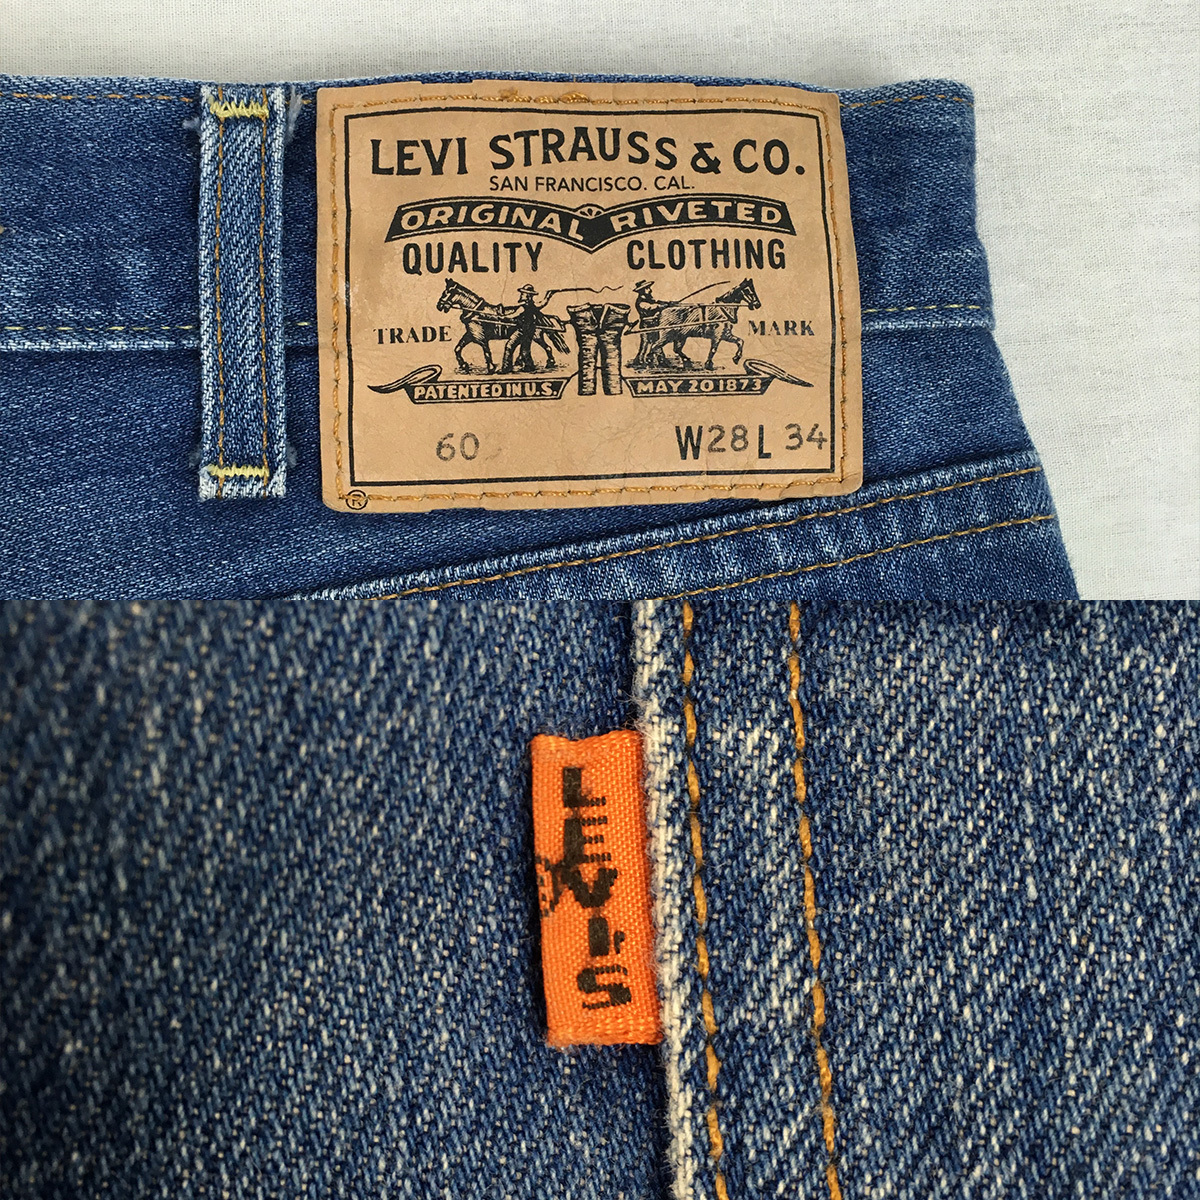 LEVI STRAUSS & CO.
SAN FRANCISCO. CAL.
ORIGINAL RIVETED
QUALITY CLOTHING
TRADE MARK
PATENTED IN U.S. MAY 20 1873
W28 L 34
®
LEVI'S